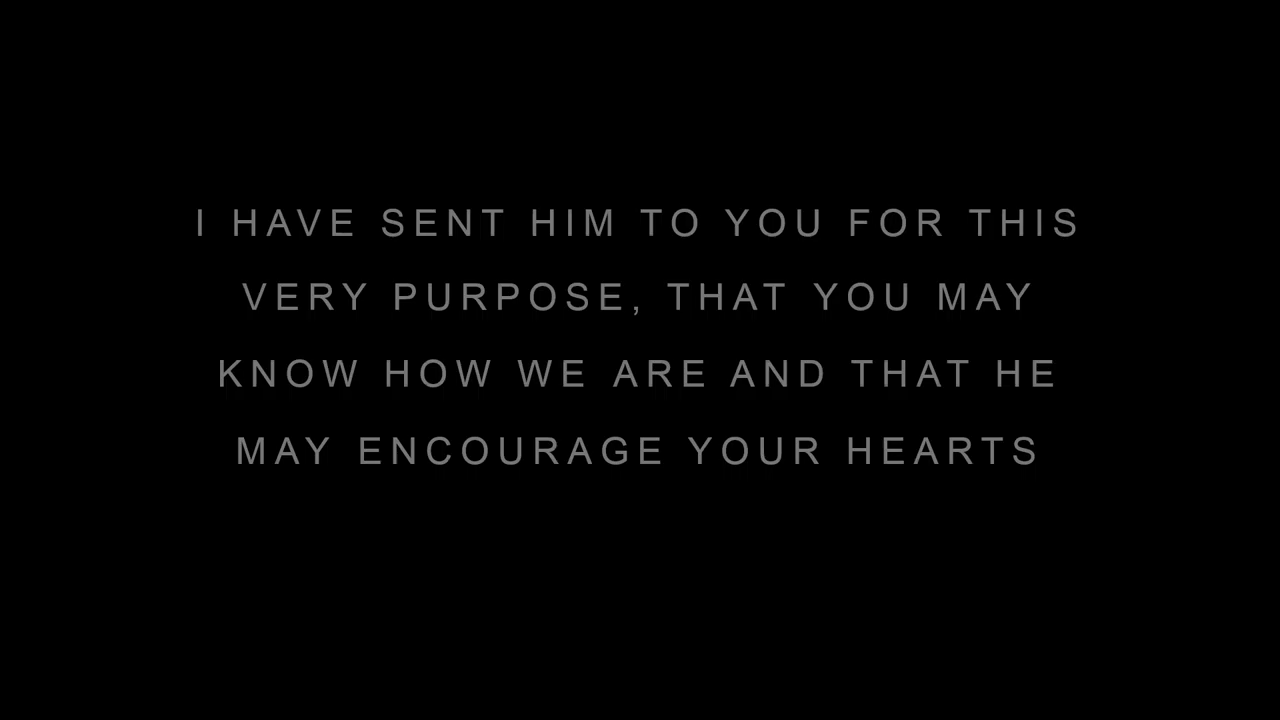 I HAVE SENT HIM TO YOU FOR THIS
VERY PURPOSE, THAT YOU MAY
KNOW HOW WE ARE AND THAT HE
MAY ENCOURAGE YOUR HEARTS